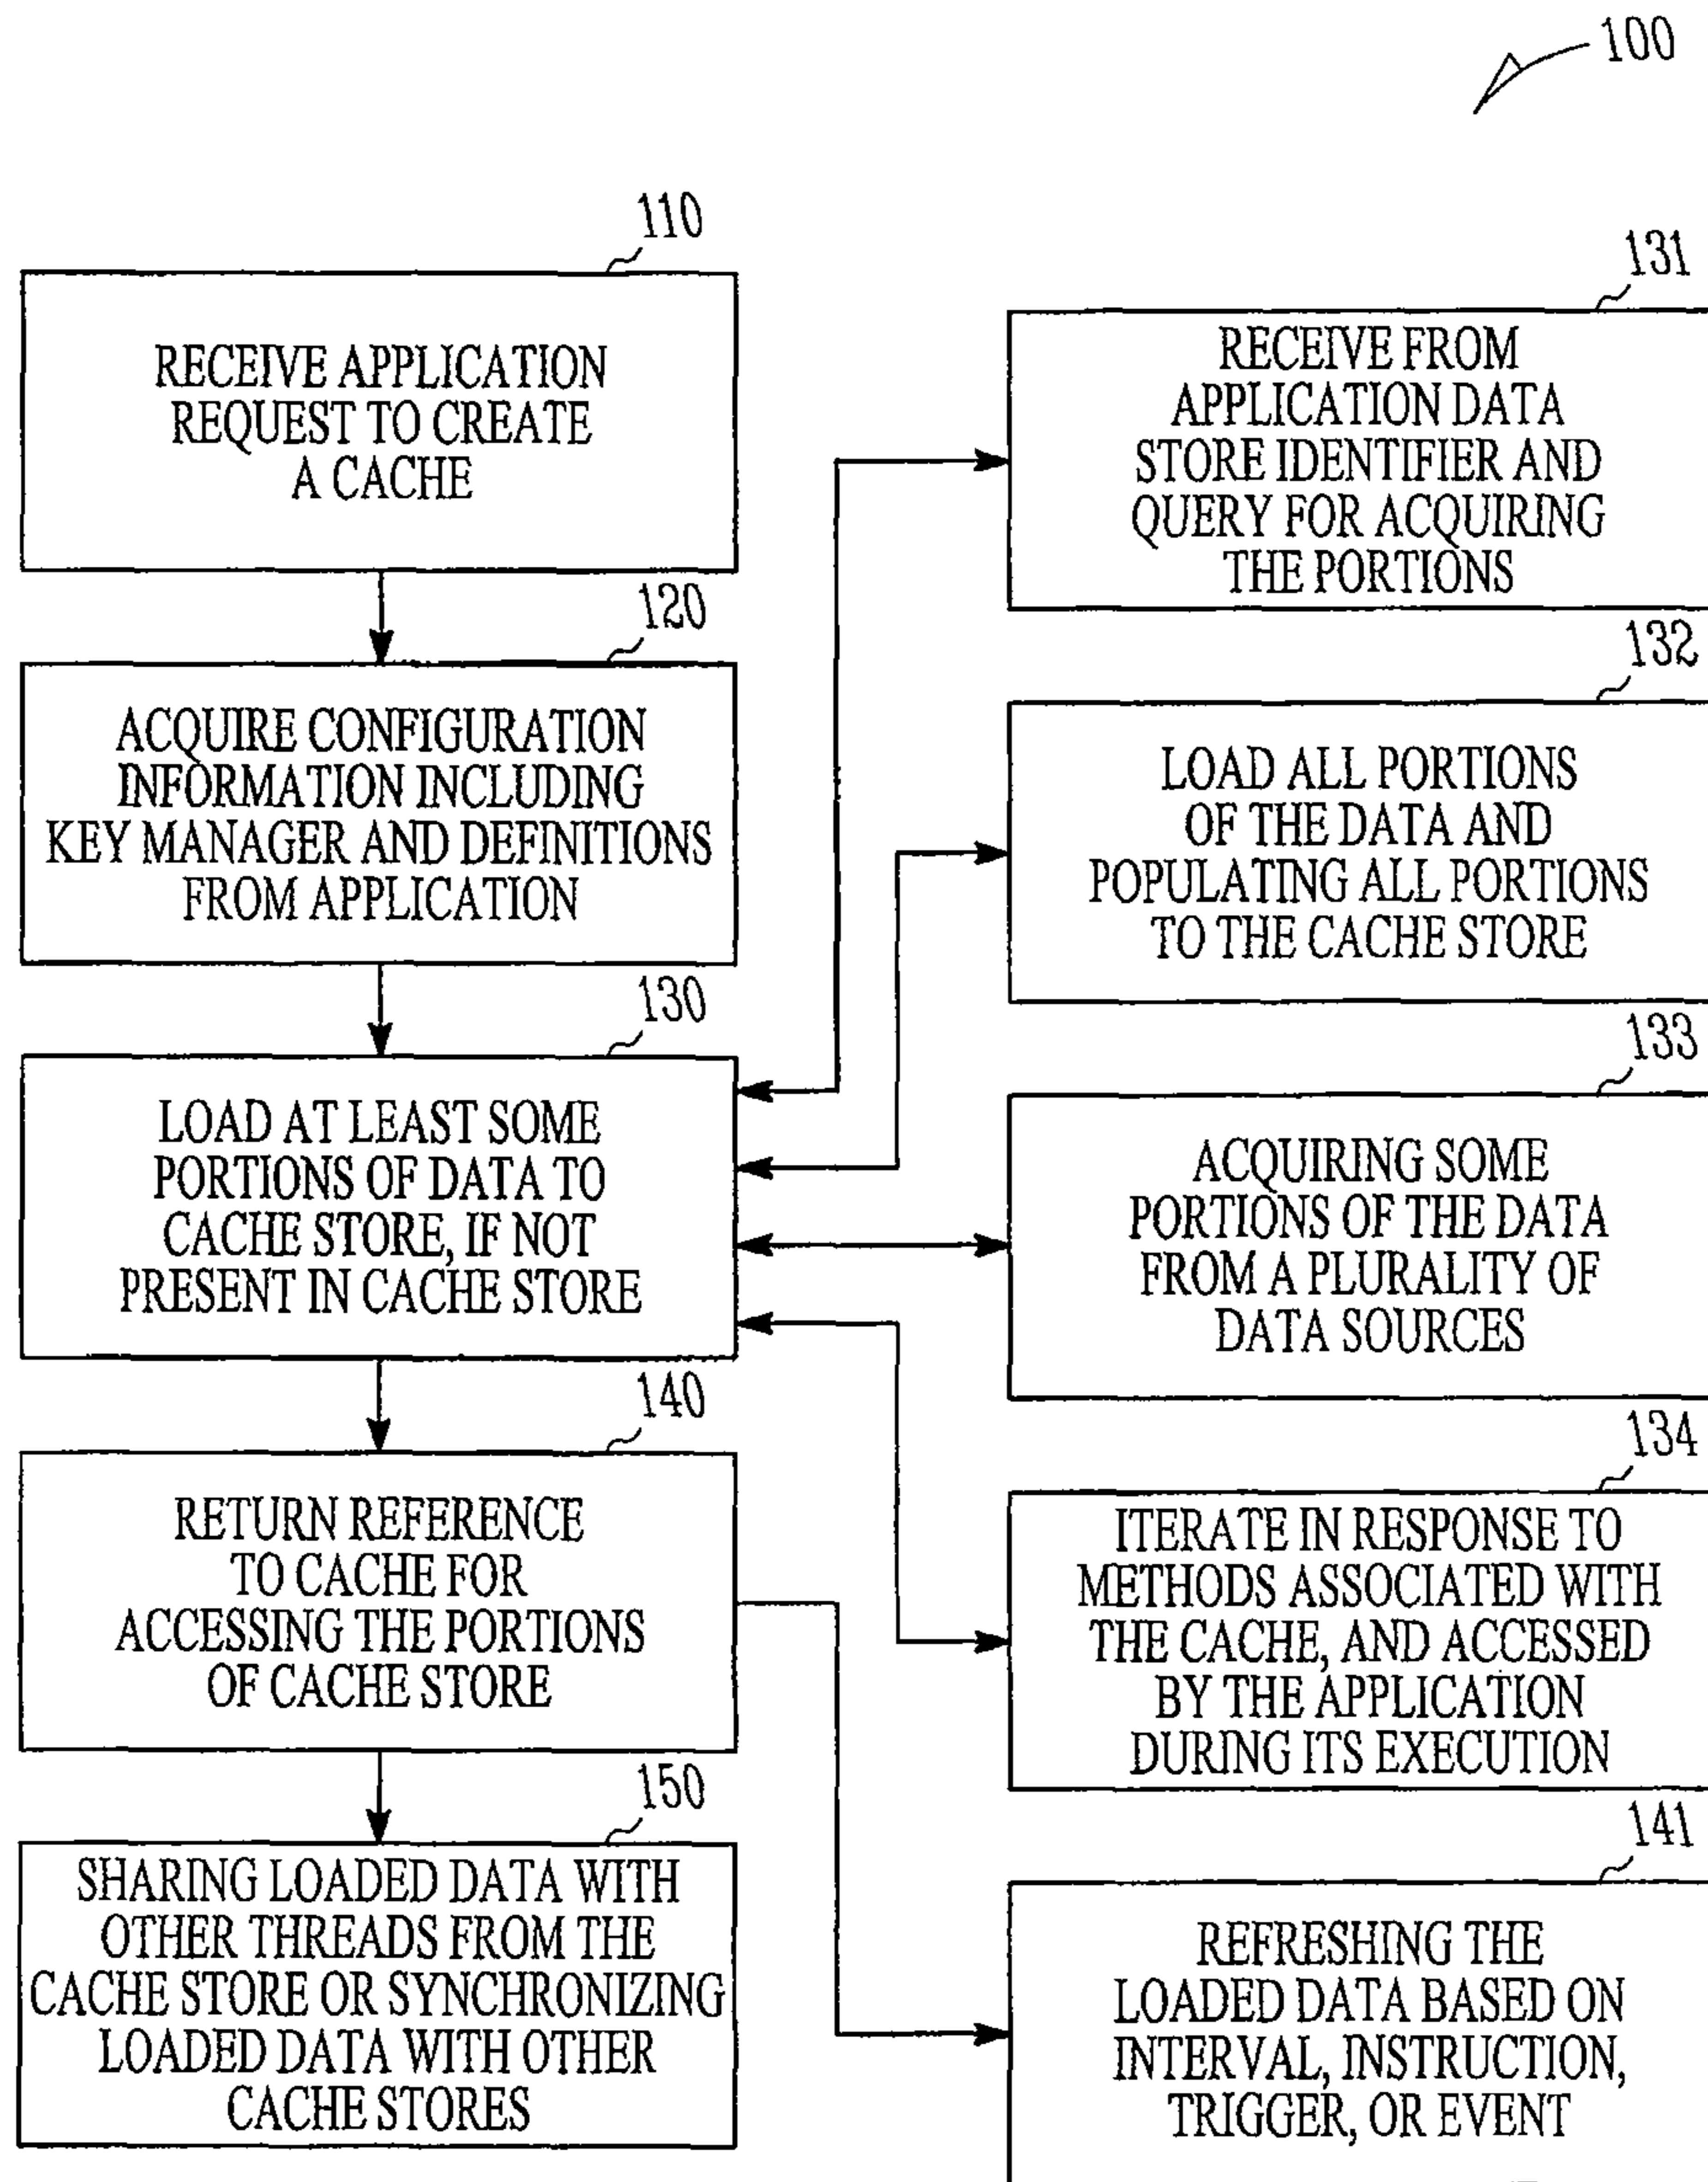 100
110
RECEIVE APPLICATION
REQUEST TO CREATE
A CACHE
120
ACQUIRE CONFIGURATION
INFORMATION INCLUDING
KEY MANAGER AND DEFINITIONS
FROM APPLICATION
130
LOAD AT LEAST SOME
PORTIONS OF DATA TO
CACHE STORE, IF NOT
PRESENT IN CACHE STORE
140
RETURN REFERENCE
TO CACHE FOR
ACCESSING THE PORTIONS
OF CACHE STORE
150
SHARING LOADED DATA WITH
OTHER THREADS FROM THE
CACHE STORE OR SYNCHRONIZING
LOADED DATA WITH OTHER
CACHE STORES
131
RECEIVE FROM
APPLICATION DATA
STORE IDENTIFIER AND
QUERY FOR ACQUIRING
THE PORTIONS
132
LOAD ALL PORTIONS
OF THE DATA AND
POPULATING ALL PORTIONS
TO THE CACHE STORE
133
ACQUIRING SOME
PORTIONS OF THE DATA
FROM A PLURALITY OF
DATA SOURCES
134
ITERATE IN RESPONSE TO
METHODS ASSOCIATED WITH
THE CACHE, AND ACCESSED
BY THE APPLICATION
DURING ITS EXECUTION
141
REFRESHING THE
LOADED DATA BASED ON
INTERVAL, INSTRUCTION,
TRIGGER, OR EVENT